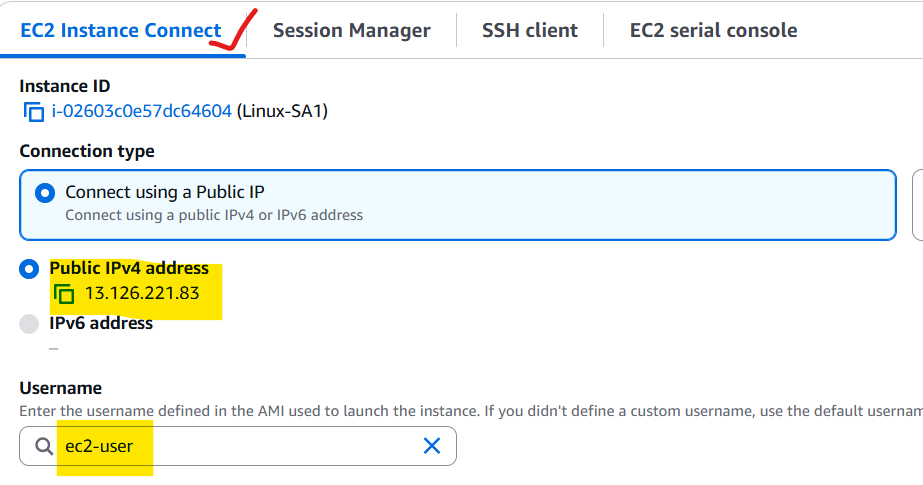 EC2 Instance Connect Session Manager SSH client EC2 serial console
Instance ID
i-02603c0e57dc64604 (Linux-SA1)
Connection type
Connect using a Public IP
Connect using a public IPv4 or IPv6 address
Public IPv4 address
13.126.221.83
IPv6 address
–
Username
Enter the username defined in the AMI used to launch the instance. If you didn't define a custom username, use the default
ec2-user